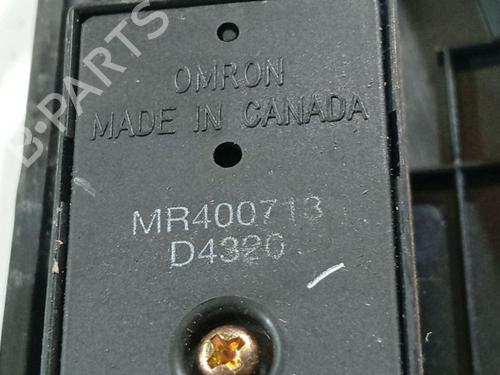 B-PARTS
OMRON
MADE IN CANADA
MR400713
D4320